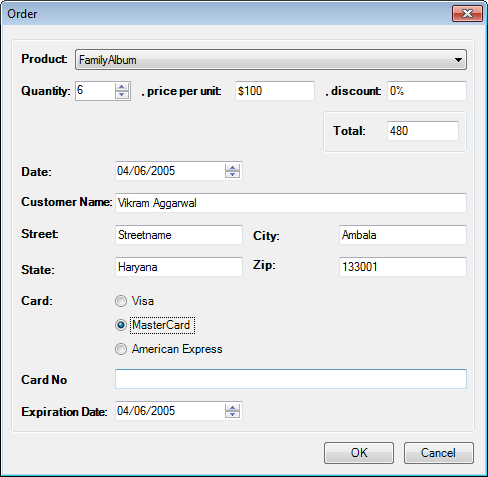 Order
Product: FamilyAlbum
Quantity: 6 , price per unit: $100 , discount: 0%
Total: 480
Date: 04/06/2005
Customer Name: Vikram Aggarwal
Street: Streetname City: Ambala
State: Haryana Zip: 133001
Card: Visa
MasterCard
American Express
Card No
Expiration Date: 04/06/2005
OK Cancel